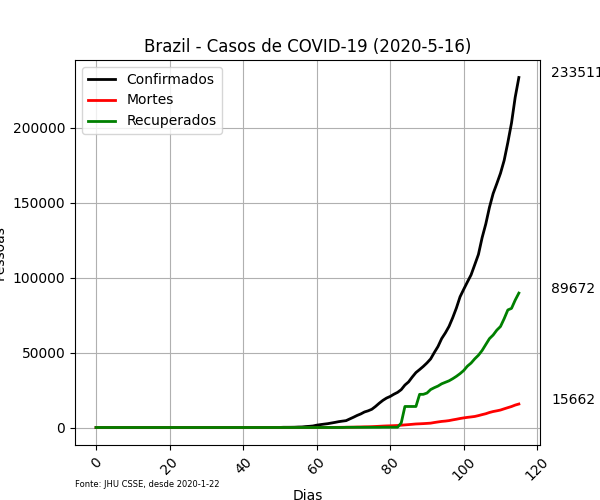 Brazil - Casos de COVID-19 (2020-5-16)
Confirmados
Mortes
Recuperados
233511
200000
150000
100000
89672
50000
15662
0
0 20 40 60 80 100 120
Fonte: JHU CSSE, desde 2020-1-22
Dias